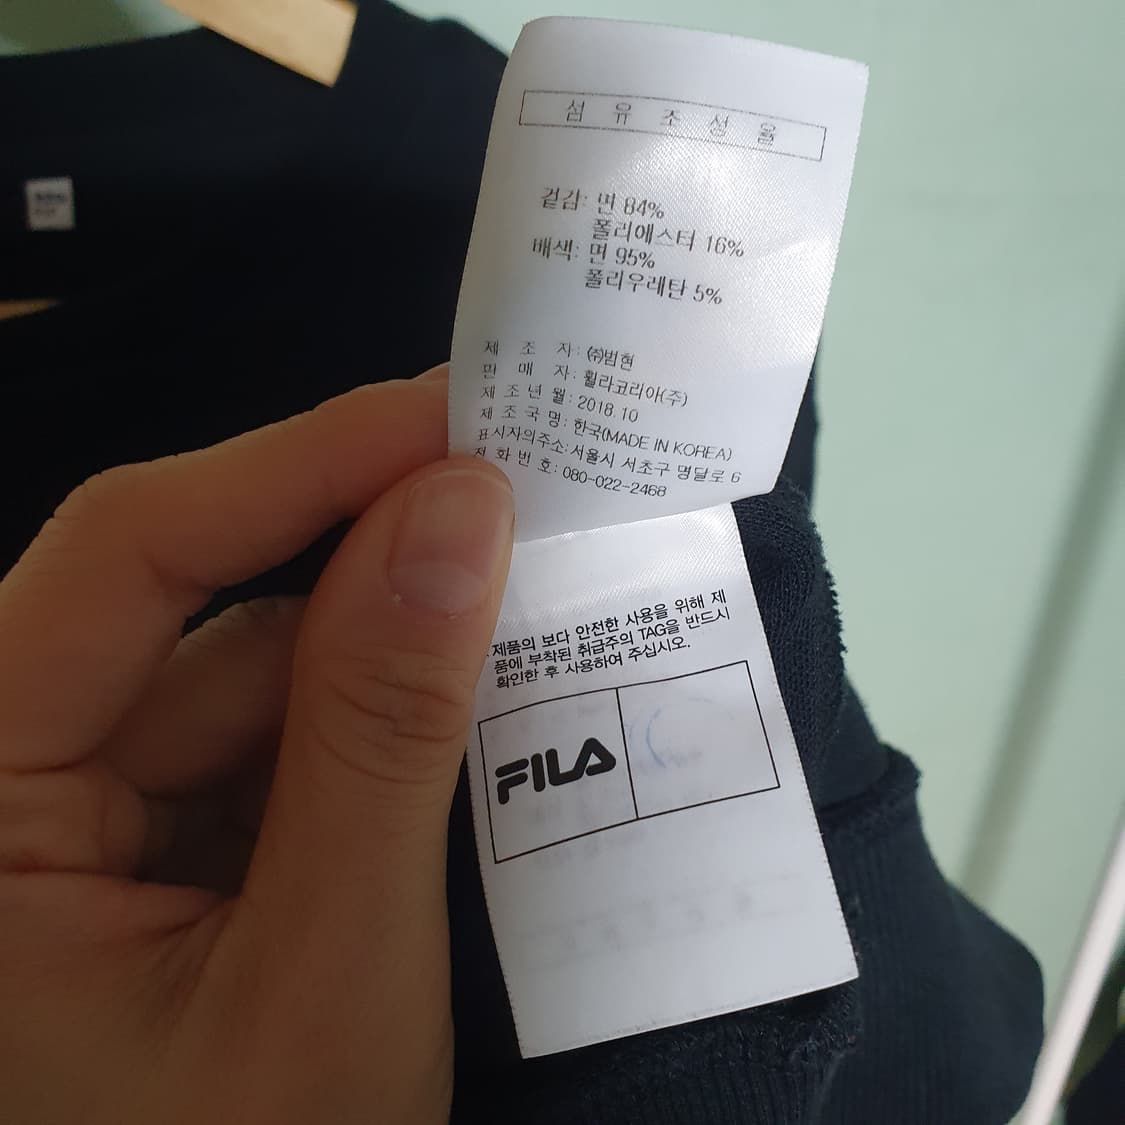 섬 유 조 성 율
겉감: 면 84%
폴리에스터 16%
배색: 면 95%
폴리우레탄 5%
제 조 자: ㈜범현
판 매 자: 휠라코리아(주)
제 조 년 월: 2018.10
제 조 국 명: 한국(MADE IN KOREA)
표시자의주소:서울시 서초구 명달로 6
전 화 번 호: 080-022-2468
제품의 보다 안전한 사용을 위해 제
품에 부착된 취급주의 TAG을 반드시
확인한 후 사용하여 주십시오.
FILA